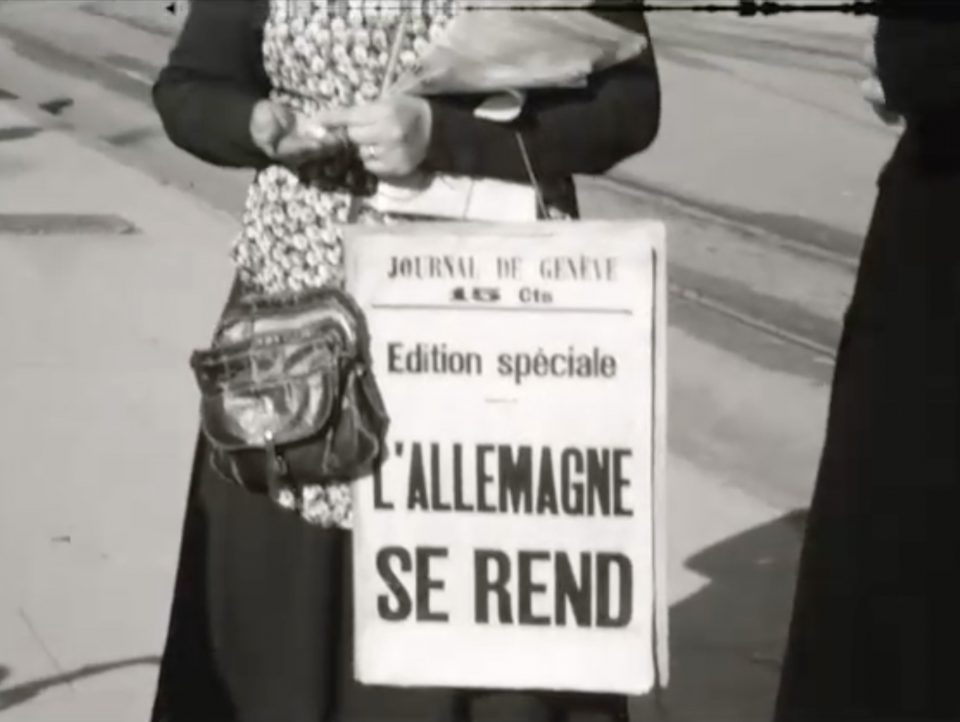 JOURNAL DE GENÈVE
15 Cts
Edition spéciale
L'ALLEMAGNE
SE REND